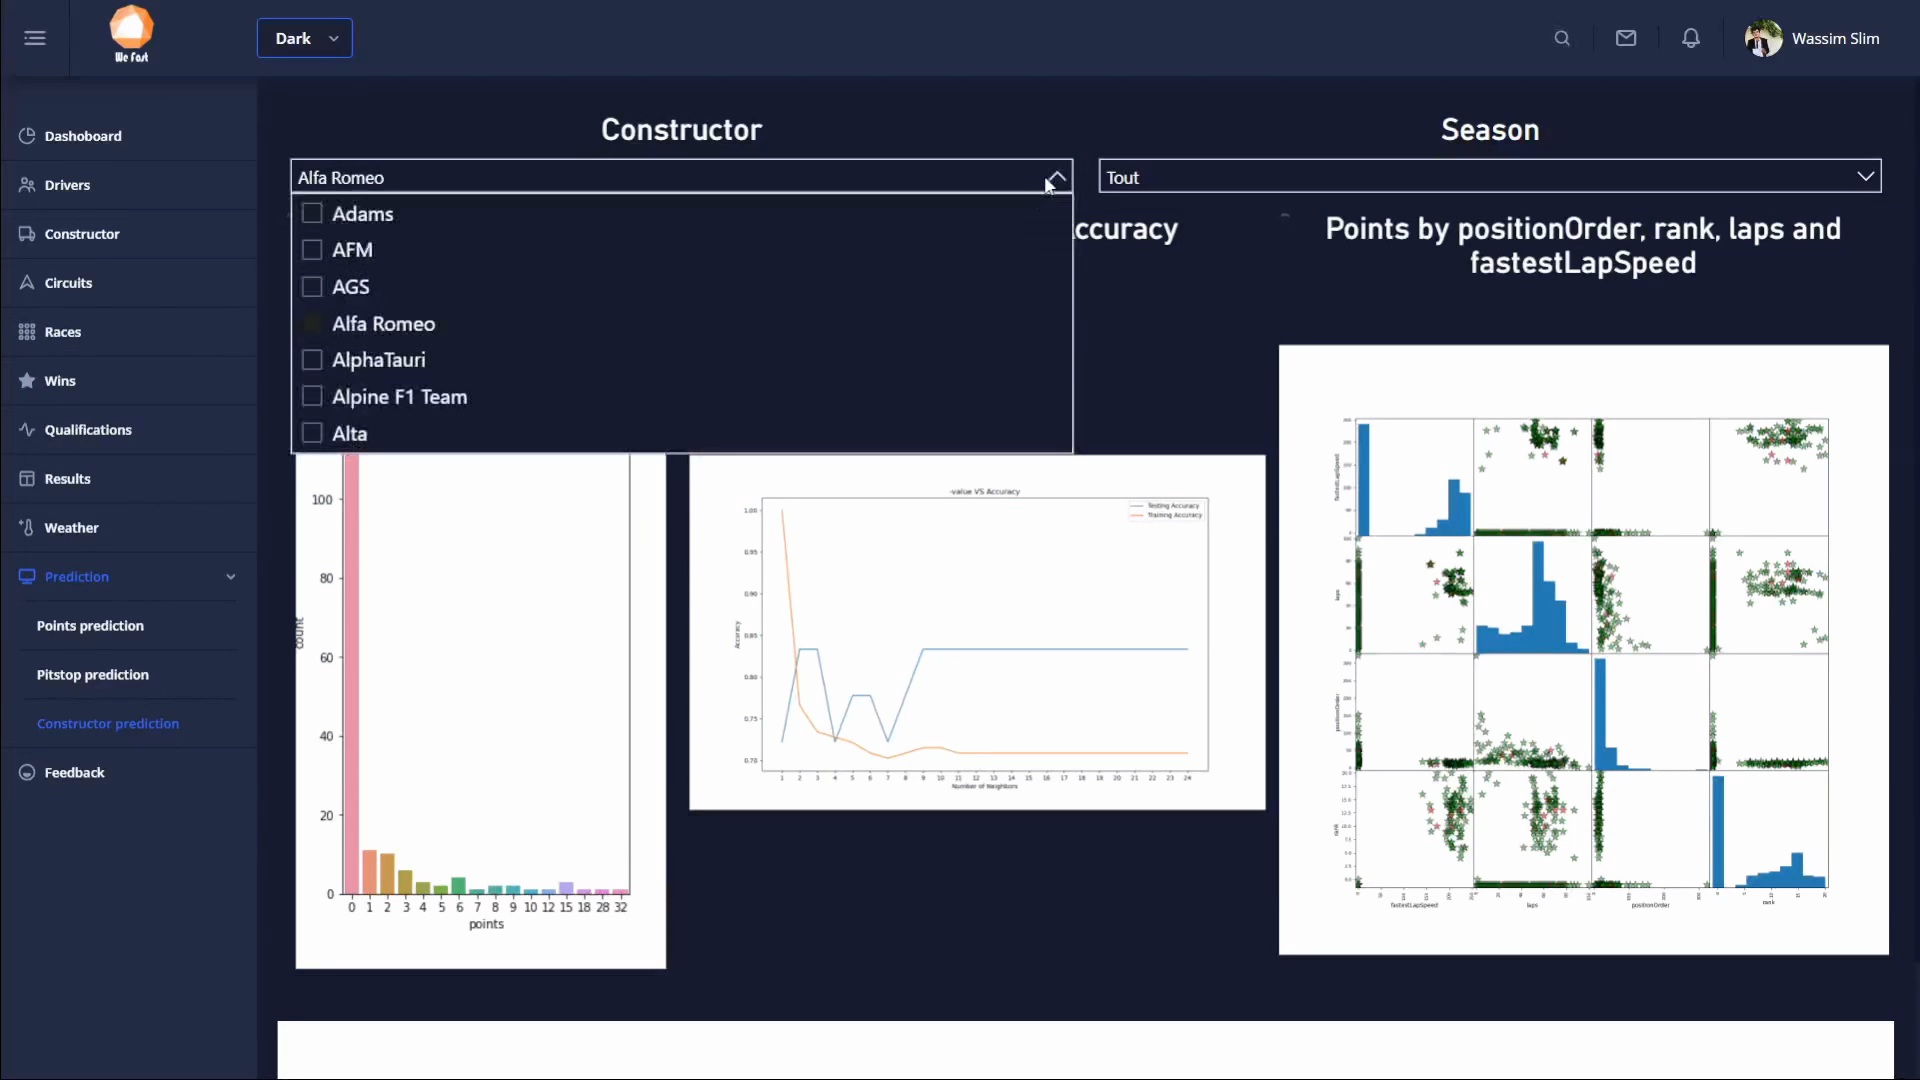 We Fast
Dark
Wassim Slim
Dashoboard
Drivers
Constructor
Circuits
Races
Wins
Qualifications
Results
Weather
Prediction
Points prediction
Pitstop prediction
Constructor prediction
Feedback
Constructor
Alfa Romeo
Adams
AFM
AGS
Alfa Romeo
AlphaTauri
Alpine F1 Team
Alta
Season
Tout
ccuracy
Points by positionOrder, rank, laps and
fastestLapSpeed
100
80
60
40
20
0
count
0 1 2 3 4 5 6 7 8 9 10 12 15 18 28 32
points
-value VS Accuracy
Testing Accuracy
Training Accuracy
1.00
0.95
0.90
0.85
0.80
0.75
0.70
Accuracy
1 2 3 4 5 6 7 8 9 10 11 12 13 14 15 16 17 18 19 20 21 22 23 24
Number of Neighbors
fastestLapSpeed
laps
positionOrder
rank
fastestLapSpeed
laps
positionOrder
rank